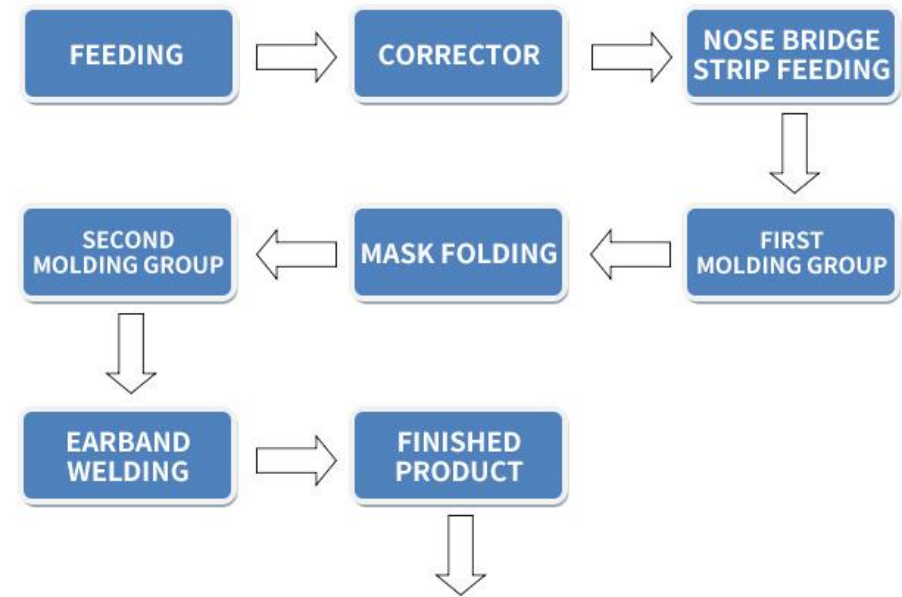 FEEDING
CORRECTOR
NOSE BRIDGE
STRIP FEEDING
FIRST
MOLDING GROUP
MASK FOLDING
SECOND
MOLDING GROUP
EARBAND
WELDING
FINISHED
PRODUCT